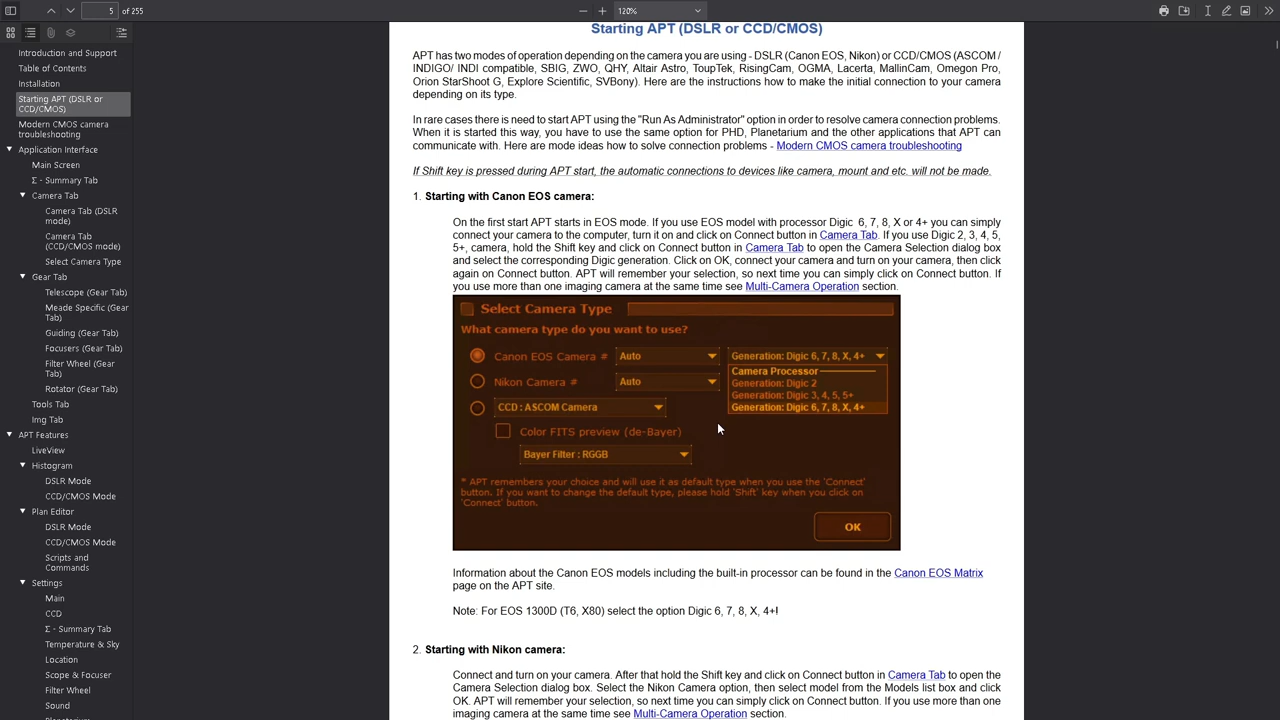 5 of 255
120%
Introduction and Support
Table of Contents
Installation
Starting APT (DSLR or
CCD/CMOS)
Modern CMOS camera
troubleshooting
Application Interface
Main Screen
Σ - Summary Tab
Camera Tab
Camera Tab (DSLR
mode)
Camera Tab
(CCD/CMOS mode)
Select Camera Type
Gear Tab
Telescope (Gear Tab)
Meade Specific (Gear
Tab)
Guiding (Gear Tab)
Focusers (Gear Tab)
Filter Wheel (Gear
Tab)
Rotator (Gear Tab)
Tools Tab
Img Tab
APT Features
LiveView
Histogram
DSLR Mode
CCD/CMOS Mode
Plan Editor
DSLR Mode
CCD/CMOS Mode
Scripts and
Commands
Settings
Main
CCD
Σ - Summary Tab
Temperature & Sky
Location
Scope & Focuser
Filter Wheel
Sound
Starting APT (DSLR or CCD/CMOS)
APT has two modes of operation depending on the camera you are using - DSLR (Canon EOS, Nikon) or CCD/CMOS (ASCOM /
INDIGO/ INDI compatible, SBIG, ZWO, QHY, Altair Astro, ToupTek, RisingCam, OGMA, Lacerta, MallinCam, Omegon Pro,
Orion StarShoot G, Explore Scientific, SVBony). Here are the instructions how to make the initial connection to your camera
depending on its type.
In rare cases there is need to start APT using the "Run As Administrator" option in order to resolve camera connection problems.
When it is started this way, you have to use the same option for PHD, Planetarium and the other applications that APT can
communicate with. Here are mode ideas how to solve connection problems - Modern CMOS camera troubleshooting
If Shift key is pressed during APT start, the automatic connections to devices like camera, mount and etc. will not be made.
1. Starting with Canon EOS camera:
On the first start APT starts in EOS mode. If you use EOS model with processor Digic 6, 7, 8, X or 4+ you can simply
connect your camera to the computer, turn it on and click on Connect button in Camera Tab. If you use Digic 2, 3, 4, 5,
5+, camera, hold the Shift key and click on Connect button in Camera Tab to open the Camera Selection dialog box
and select the corresponding Digic generation. Click on OK, connect your camera and turn on your camera, then click
again on Connect button. APT will remember your selection, so next time you can simply click on Connect button. If
you use more than one imaging camera at the same time see Multi-Camera Operation section.
Select Camera Type
What camera type do you want to use?
Canon EOS Camera # Auto Generation: Digic 6, 7, 8, X, 4+
Camera Processor
Nikon Camera # Auto Generation: Digic 2
Generation: Digic 3, 4, 5, 5+
CCD : ASCOM Camera Generation: Digic 6, 7, 8, X, 4+
Color FITS preview (de-Bayer)
Bayer Filter : RGGB
* APT remembers your choice and will use it as default type when you use the 'Connect'
button. If you want to change the default type, please hold 'Shift' key when you click on
'Connect' button.
OK
Information about the Canon EOS models including the built-in processor can be found in the Canon EOS Matrix
page on the APT site.
Note: For EOS 1300D (T6, X80) select the option Digic 6, 7, 8, X, 4+!
2. Starting with Nikon camera:
Connect and turn on your camera. After that hold the Shift key and click on Connect button in Camera Tab to open the
Camera Selection dialog box. Select the Nikon Camera option, then select model from the Models list box and click
OK. APT will remember your selection, so next time you can simply click on Connect button. If you use more than one
imaging camera at the same time see Multi-Camera Operation section.